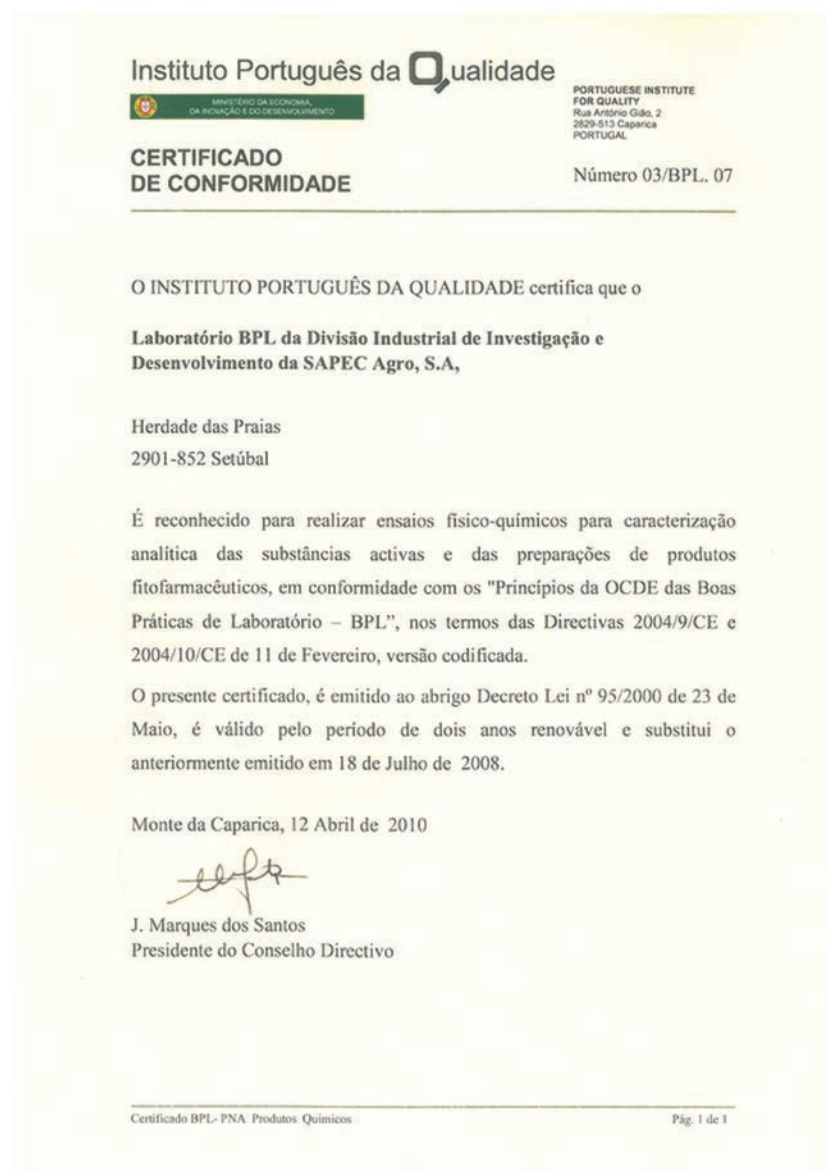 Instituto Português da Qualidade
MINISTÉRIO DA ECONOMIA,
DA INOVAÇÃO E DO DESENVOLVIMENTO
PORTUGUESE INSTITUTE
FOR QUALITY
Rua António Gião, 2
2829-513 Caparica
PORTUGAL
CERTIFICADO
DE CONFORMIDADE
Número 03/BPL. 07
O INSTITUTO PORTUGUÊS DA QUALIDADE certifica que o
Laboratório BPL da Divisão Industrial de Investigação e
Desenvolvimento da SAPEC Agro, S.A,
Herdade das Praias
2901-852 Setúbal
É reconhecido para realizar ensaios físico-químicos para caracterização
analítica das substâncias activas e das preparações de produtos
fitofarmacêuticos, em conformidade com os "Princípios da OCDE das Boas
Práticas de Laboratório – BPL”, nos termos das Directivas 2004/9/CE e
2004/10/CE de 11 de Fevereiro, versão codificada.
O presente certificado, é emitido ao abrigo Decreto Lei nº 95/2000 de 23 de
Maio, é válido pelo período de dois anos renovável e substitui o
anteriormente emitido em 18 de Julho de 2008.
Monte da Caparica, 12 Abril de 2010
J. Marques dos Santos
Presidente do Conselho Directivo
Certificado BPL- PNA Produtos Quimicos
Pág. 1 de 1